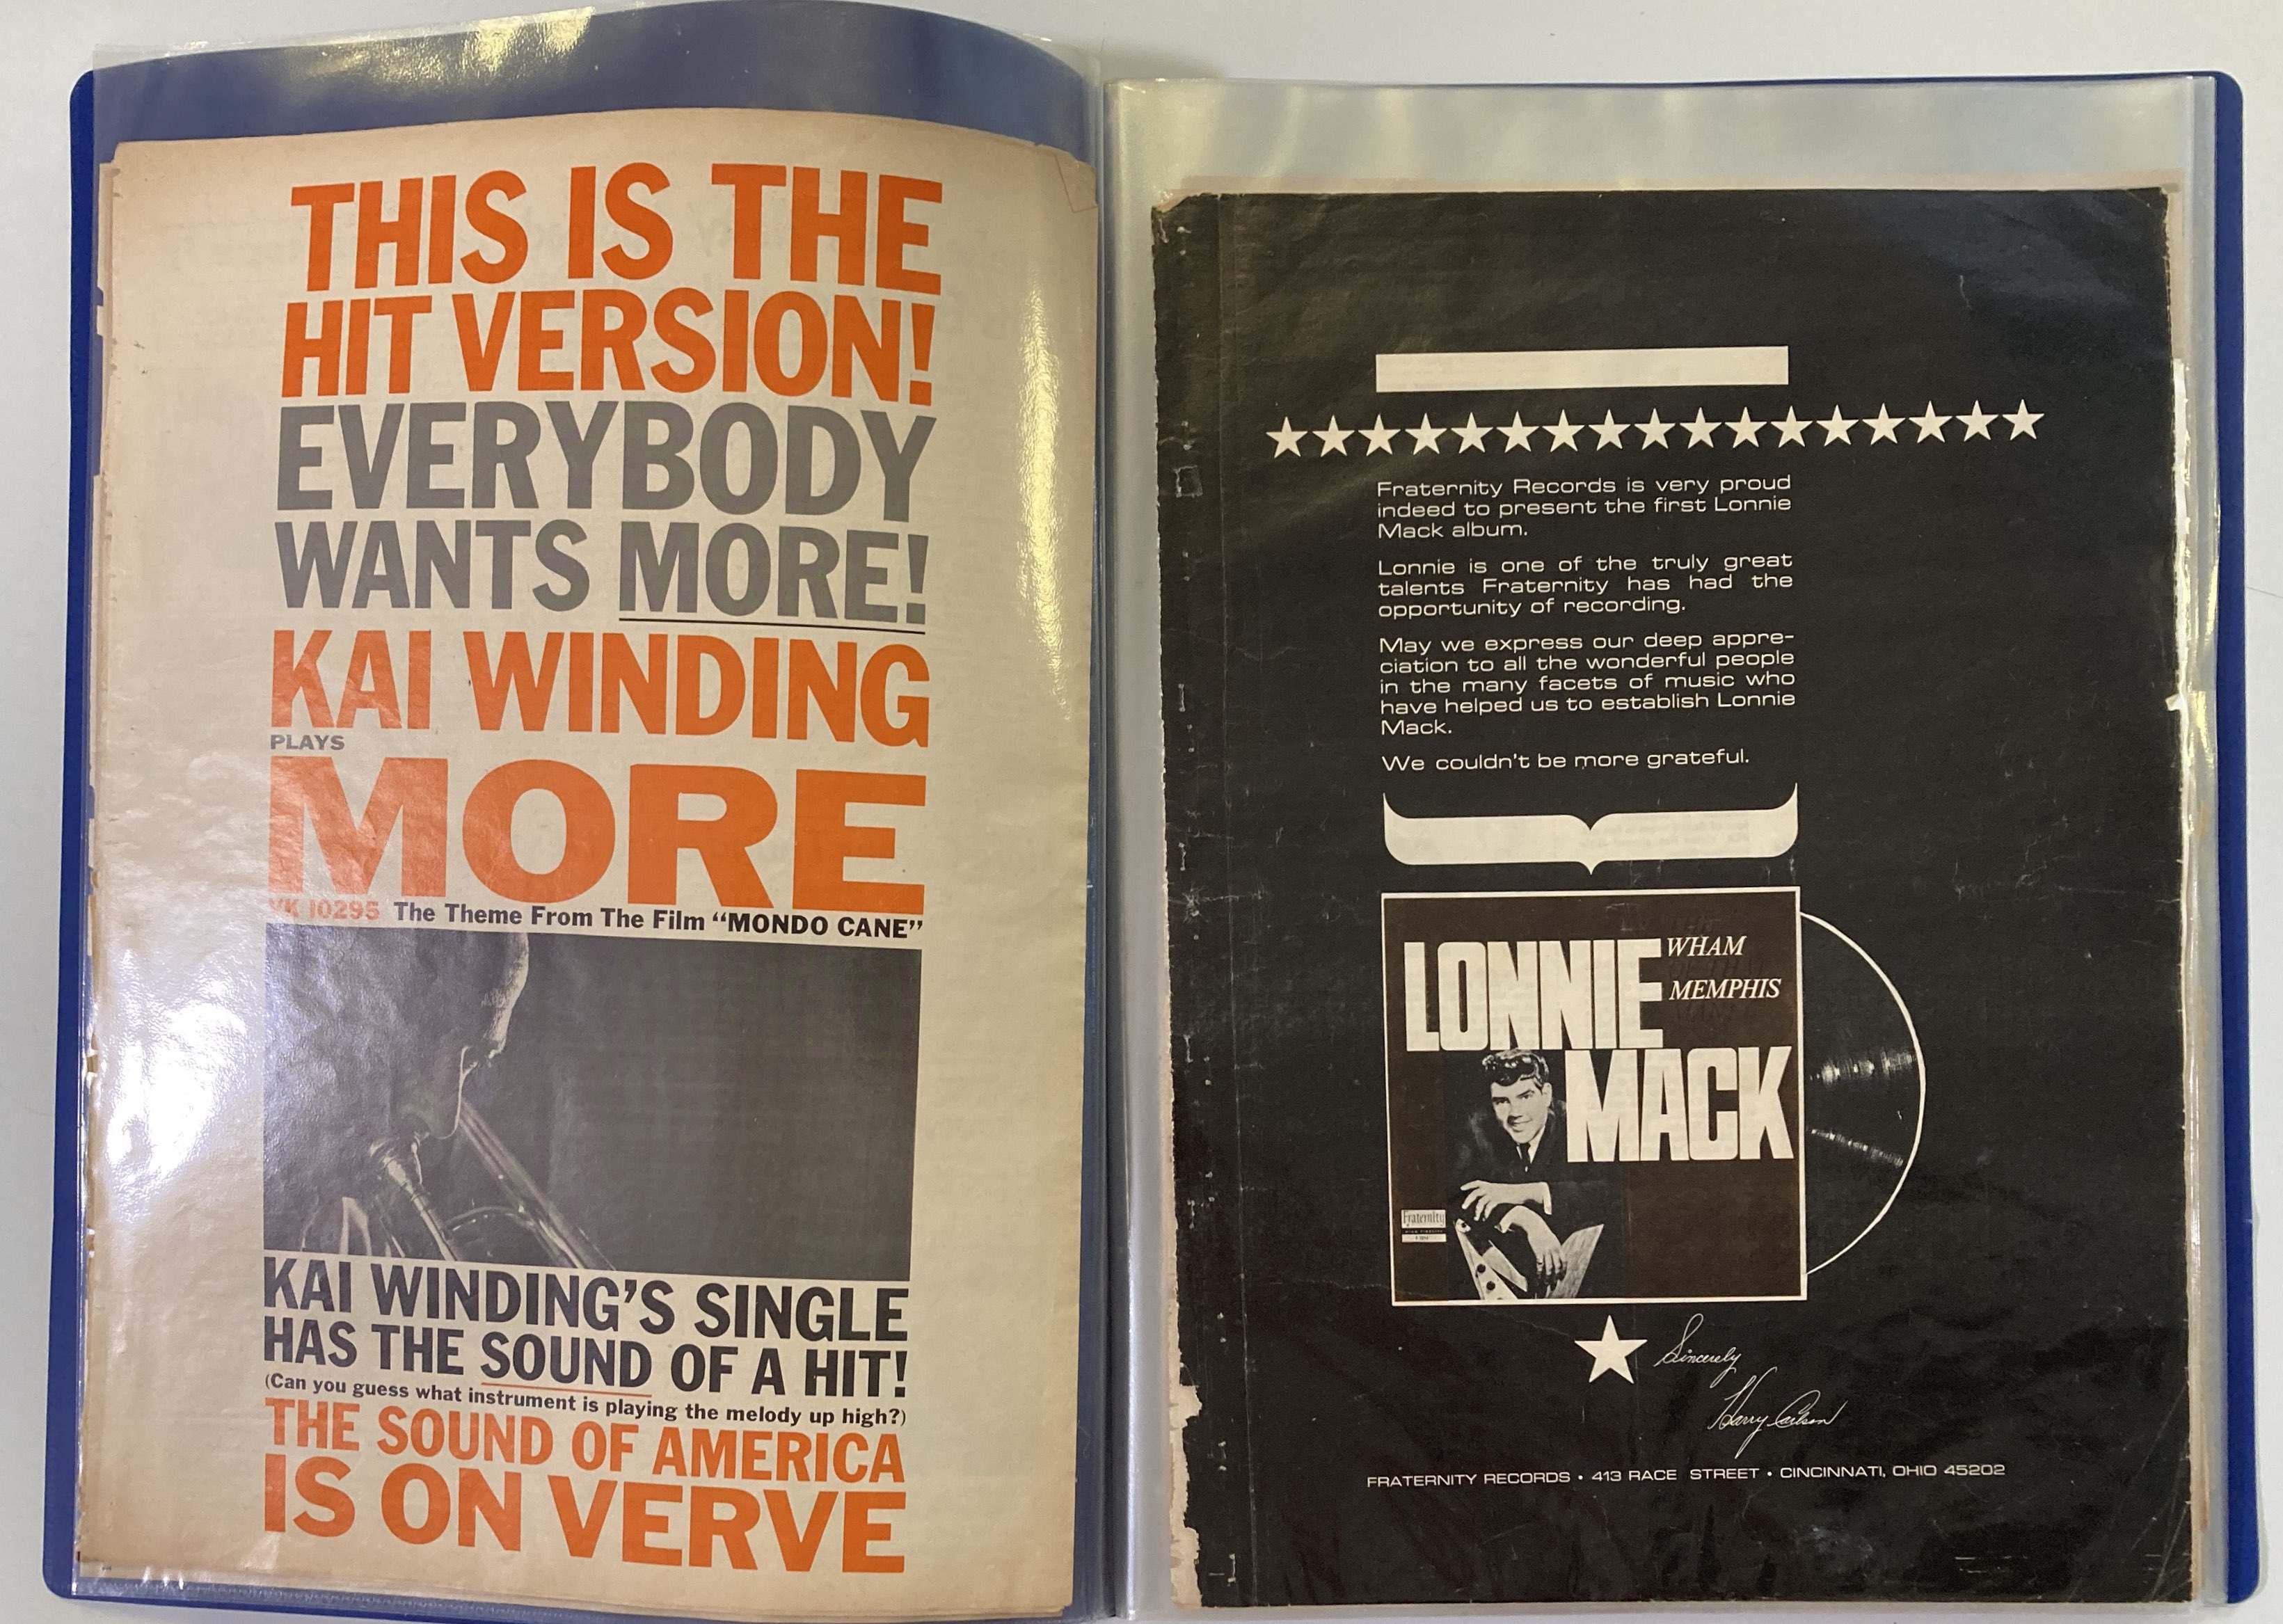 THIS IS THE
HIT VERSION!
EVERYBODY
WANTS MORE!
KAI WINDING
PLAYS
MORE
VK 10295 The Theme From The Film “MONDO CANE”
KAI WINDING’S SINGLE
HAS THE SOUND OF A HIT!
(Can you guess what instrument is playing the melody up high?)
THE SOUND OF AMERICA
IS ON VERVE
Fraternity Records is very proud
indeed to present the first Lonnie
Mack album.
Lonnie is one of the truly great
talents Fraternity has had the
opportunity of recording.
May we express our deep appre-
ciation to all the wonderful people
in the many facets of music who
have helped us to establish Lonnie
Mack.
We couldn't be more grateful.
LONNIE
WHAM
MEMPHIS
MACK
Fraternity
Sincerely
Harry Carlson
FRATERNITY RECORDS • 413 RACE STREET • CINCINNATI, OHIO 45202